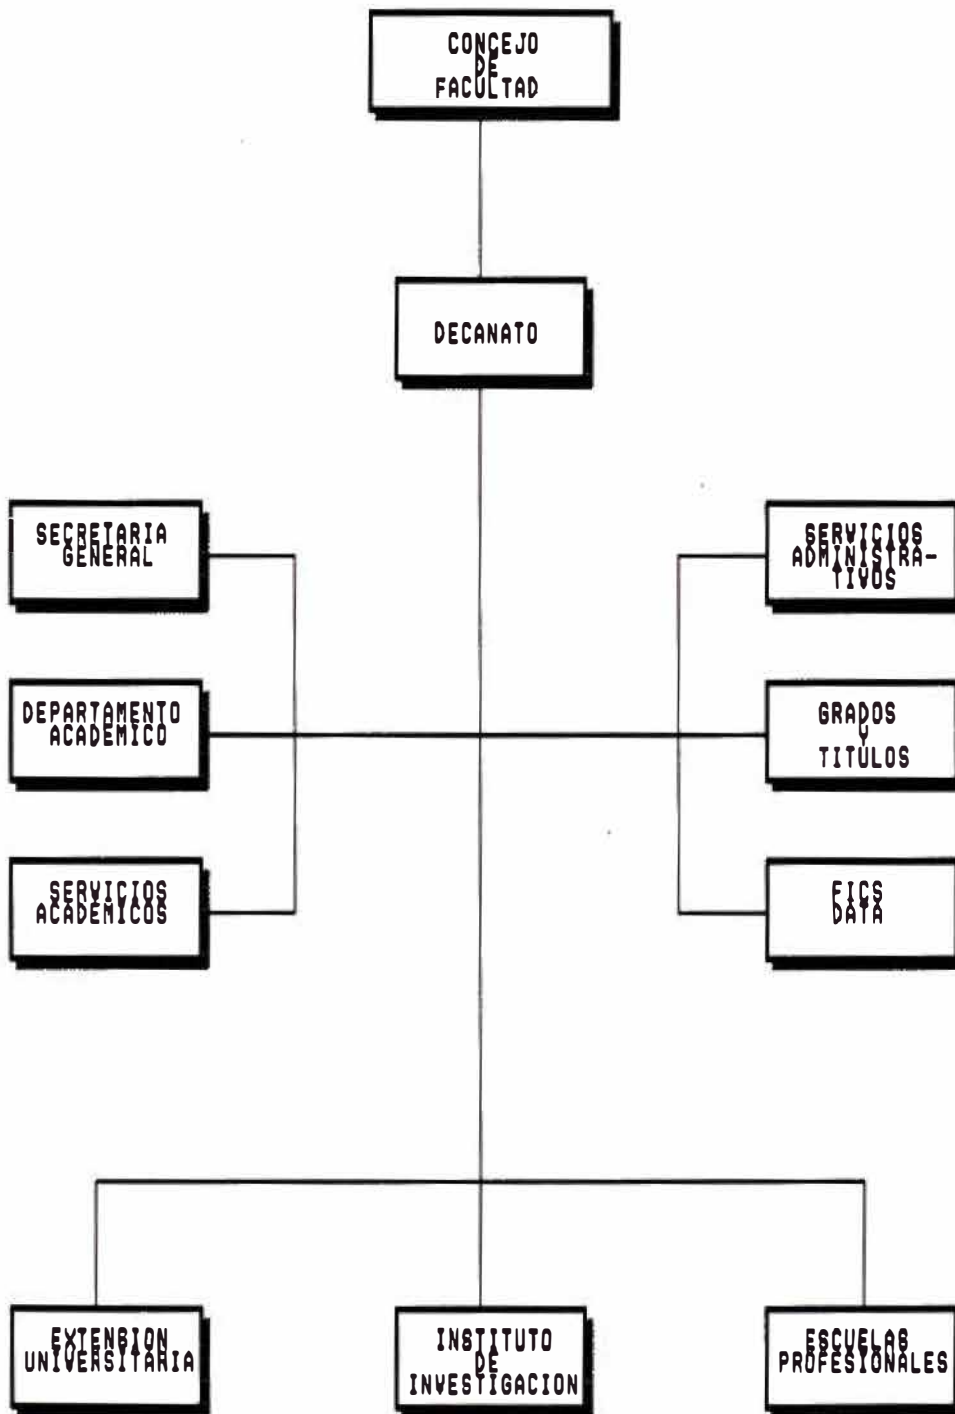 CONCEJO
DE
FACULTAD
DECANATO
SECRETARIA
GENERAL
SERVICIOS
ADMINISTRA-
TIVOS
DEPARTAMENTO
ACADEMICO
GRADOS
Y
TITULOS
SERVICIOS
ACADEMICOS
FICS
DATA
EXTENSION
UNIVERSITARIA
INSTITUTO
DE
INVESTIGACION
ESCUELAS
PROFESIONALES